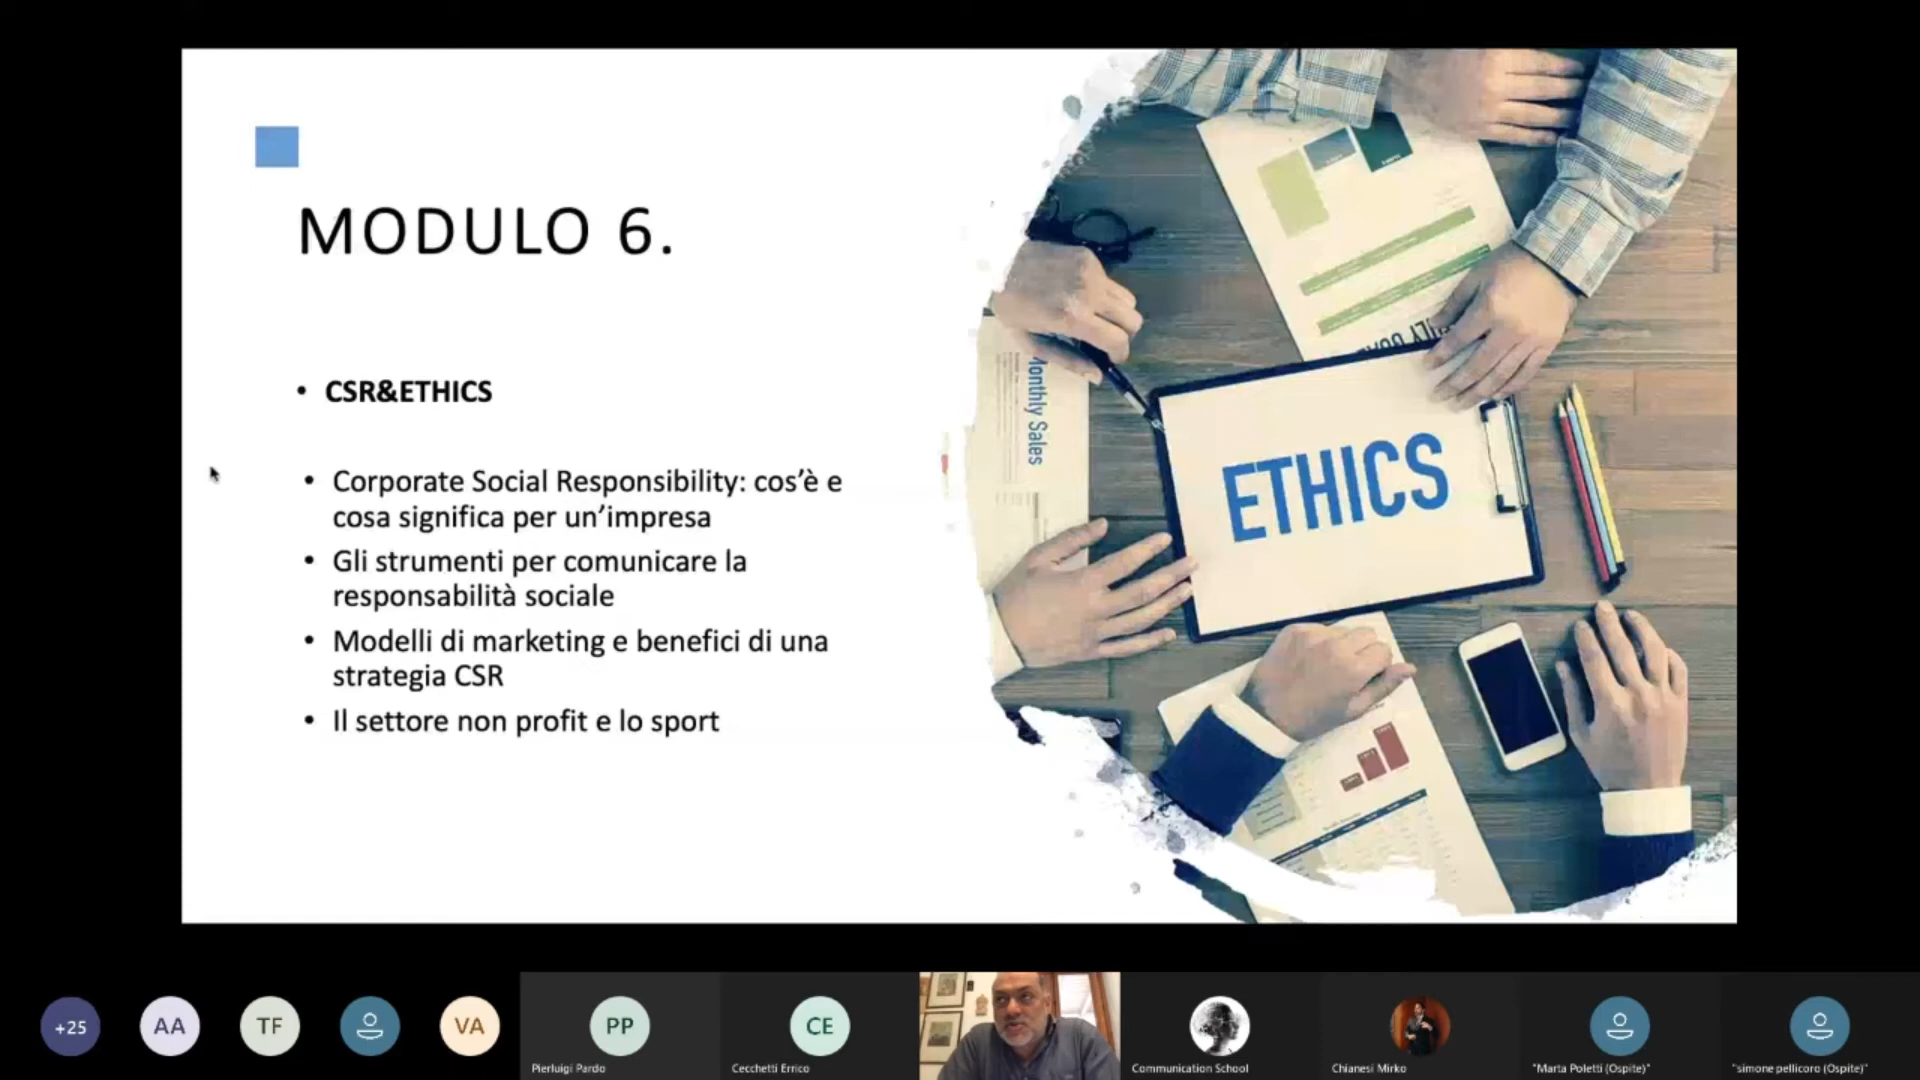 MODULO 6.
• CSR&ETHICS
• Corporate Social Responsibility: cos’è e
cosa significa per un’impresa
• Gli strumenti per comunicare la
responsabilità sociale
• Modelli di marketing e benefici di una
strategia CSR
• Il settore non profit e lo sport
Monthly Sales
ETHICS
+25
AA
TF
VA
PP
CE
Pierluigi Pardo
Cecchetti Errico
Communication School
Chianesi Mirko
"Marta Poletti (Ospite)"
"simone pellicoro (Ospite)"